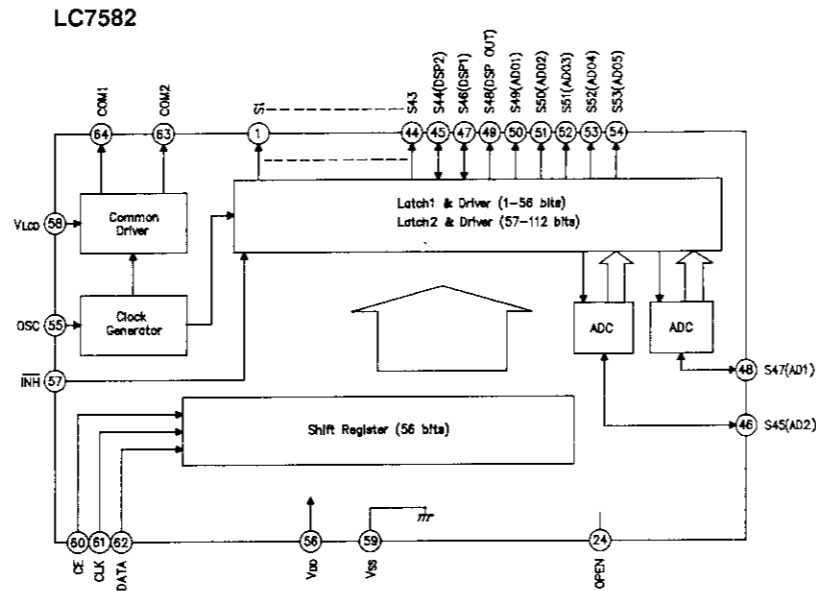 LC7582
COM1
COM2
S1
S43
S44(DSP2)
S46(DSP1)
S48(DSP OUT)
S49(AD01)
S50(AD02)
S51(AD03)
S52(AD04)
S53(AD05)
64
63
1
44
45
47
49
50
51
52
53
54
VLCD 58
Common
Driver
Latch1 & Driver (1–56 bits)
Latch2 & Driver (57–112 bits)
OSC 55
Clock
Generator
ADC
ADC
INH 57
48 S47(AD1)
46 S45(AD2)
Shift Register (56 bits)
60
61
62
56
59
24
CE
CLK
DATA
VDD
VSS
OPEN